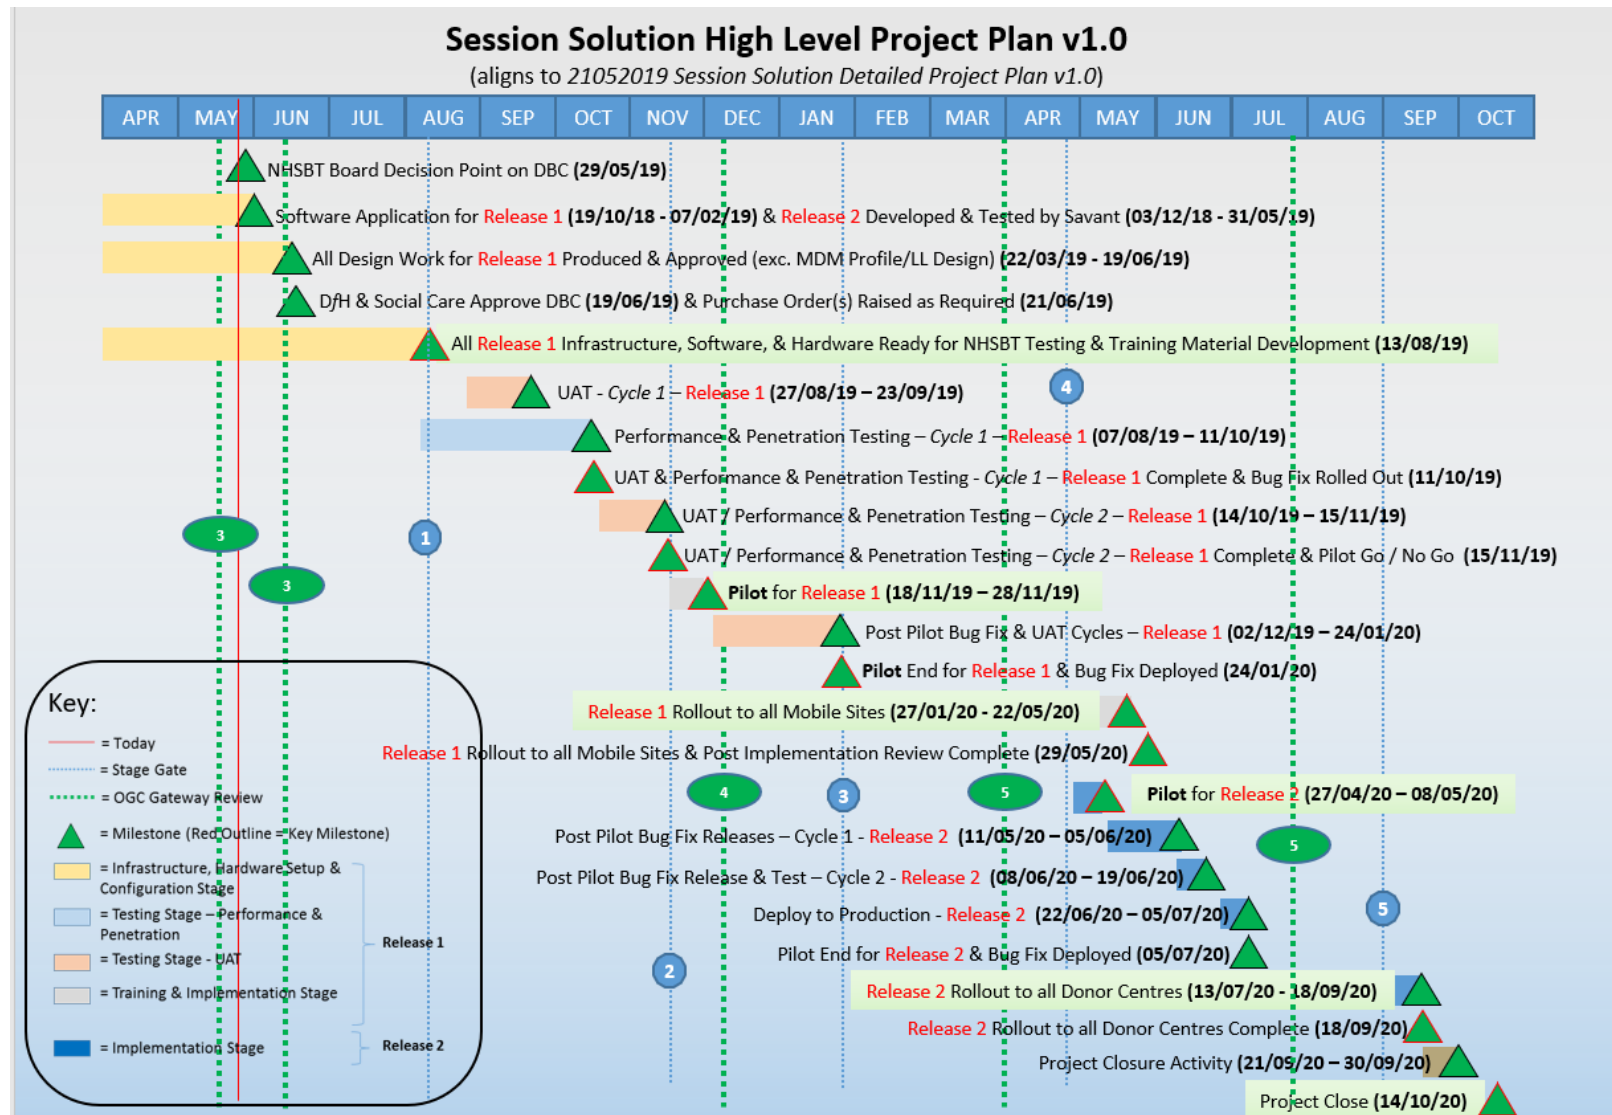 Session Solution High Level Project Plan v1.0
(aligns to 21052019 Session Solution Detailed Project Plan v1.0)
APR MAY JUN JUL AUG SEP OCT NOV DEC JAN FEB MAR APR MAY JUN JUL AUG SEP OCT
NHSBT Board Decision Point on DBC (29/05/19)
Software Application for Release 1 (19/10/18 - 07/02/19) & Release 2 Developed & Tested by Savant (03/12/18 - 31/05/19)
All Design Work for Release 1 Produced & Approved (exc. MDM Profile/LL Design) (22/03/19 - 19/06/19)
DfH & Social Care Approve DBC (19/06/19) & Purchase Order(s) Raised as Required (21/06/19)
All Release 1 Infrastructure, Software, & Hardware Ready for NHSBT Testing & Training Material Development (13/08/19)
UAT - Cycle 1 – Release 1 (27/08/19 – 23/09/19)
4
Performance & Penetration Testing – Cycle 1 – Release 1 (07/08/19 – 11/10/19)
UAT & Performance & Penetration Testing - Cycle 1 – Release 1 Complete & Bug Fix Rolled Out (11/10/19)
UAT / Performance & Penetration Testing – Cycle 2 – Release 1 (14/10/19 – 15/11/19)
3
1
UAT / Performance & Penetration Testing – Cycle 2 – Release 1 Complete & Pilot Go / No Go (15/11/19)
3
Pilot for Release 1 (18/11/19 – 28/11/19)
Post Pilot Bug Fix & UAT Cycles – Release 1 (02/12/19 – 24/01/20)
Pilot End for Release 1 & Bug Fix Deployed (24/01/20)
Release 1 Rollout to all Mobile Sites (27/01/20 - 22/05/20)
Release 1 Rollout to all Mobile Sites & Post Implementation Review Complete (29/05/20)
4
3
5
Pilot for Release 2 (27/04/20 – 08/05/20)
Post Pilot Bug Fix Releases – Cycle 1 - Release 2 (11/05/20 – 05/06/20)
5
Post Pilot Bug Fix Release & Test – Cycle 2 - Release 2 (08/06/20 – 19/06/20)
Deploy to Production - Release 2 (22/06/20 – 05/07/20)
5
Pilot End for Release 2 & Bug Fix Deployed (05/07/20)
2
Release 2 Rollout to all Donor Centres (13/07/20 - 18/09/20)
Release 2 Rollout to all Donor Centres Complete (18/09/20)
Project Closure Activity (21/09/20 – 30/09/20)
Project Close (14/10/20)
Key:
= Today
= Stage Gate
= OGC Gateway Review
= Milestone (Red Outline = Key Milestone)
= Infrastructure, Hardware Setup &
Configuration Stage
= Testing Stage – Performance &
Penetration
= Testing Stage - UAT
= Training & Implementation Stage
Release 1
= Implementation Stage
Release 2